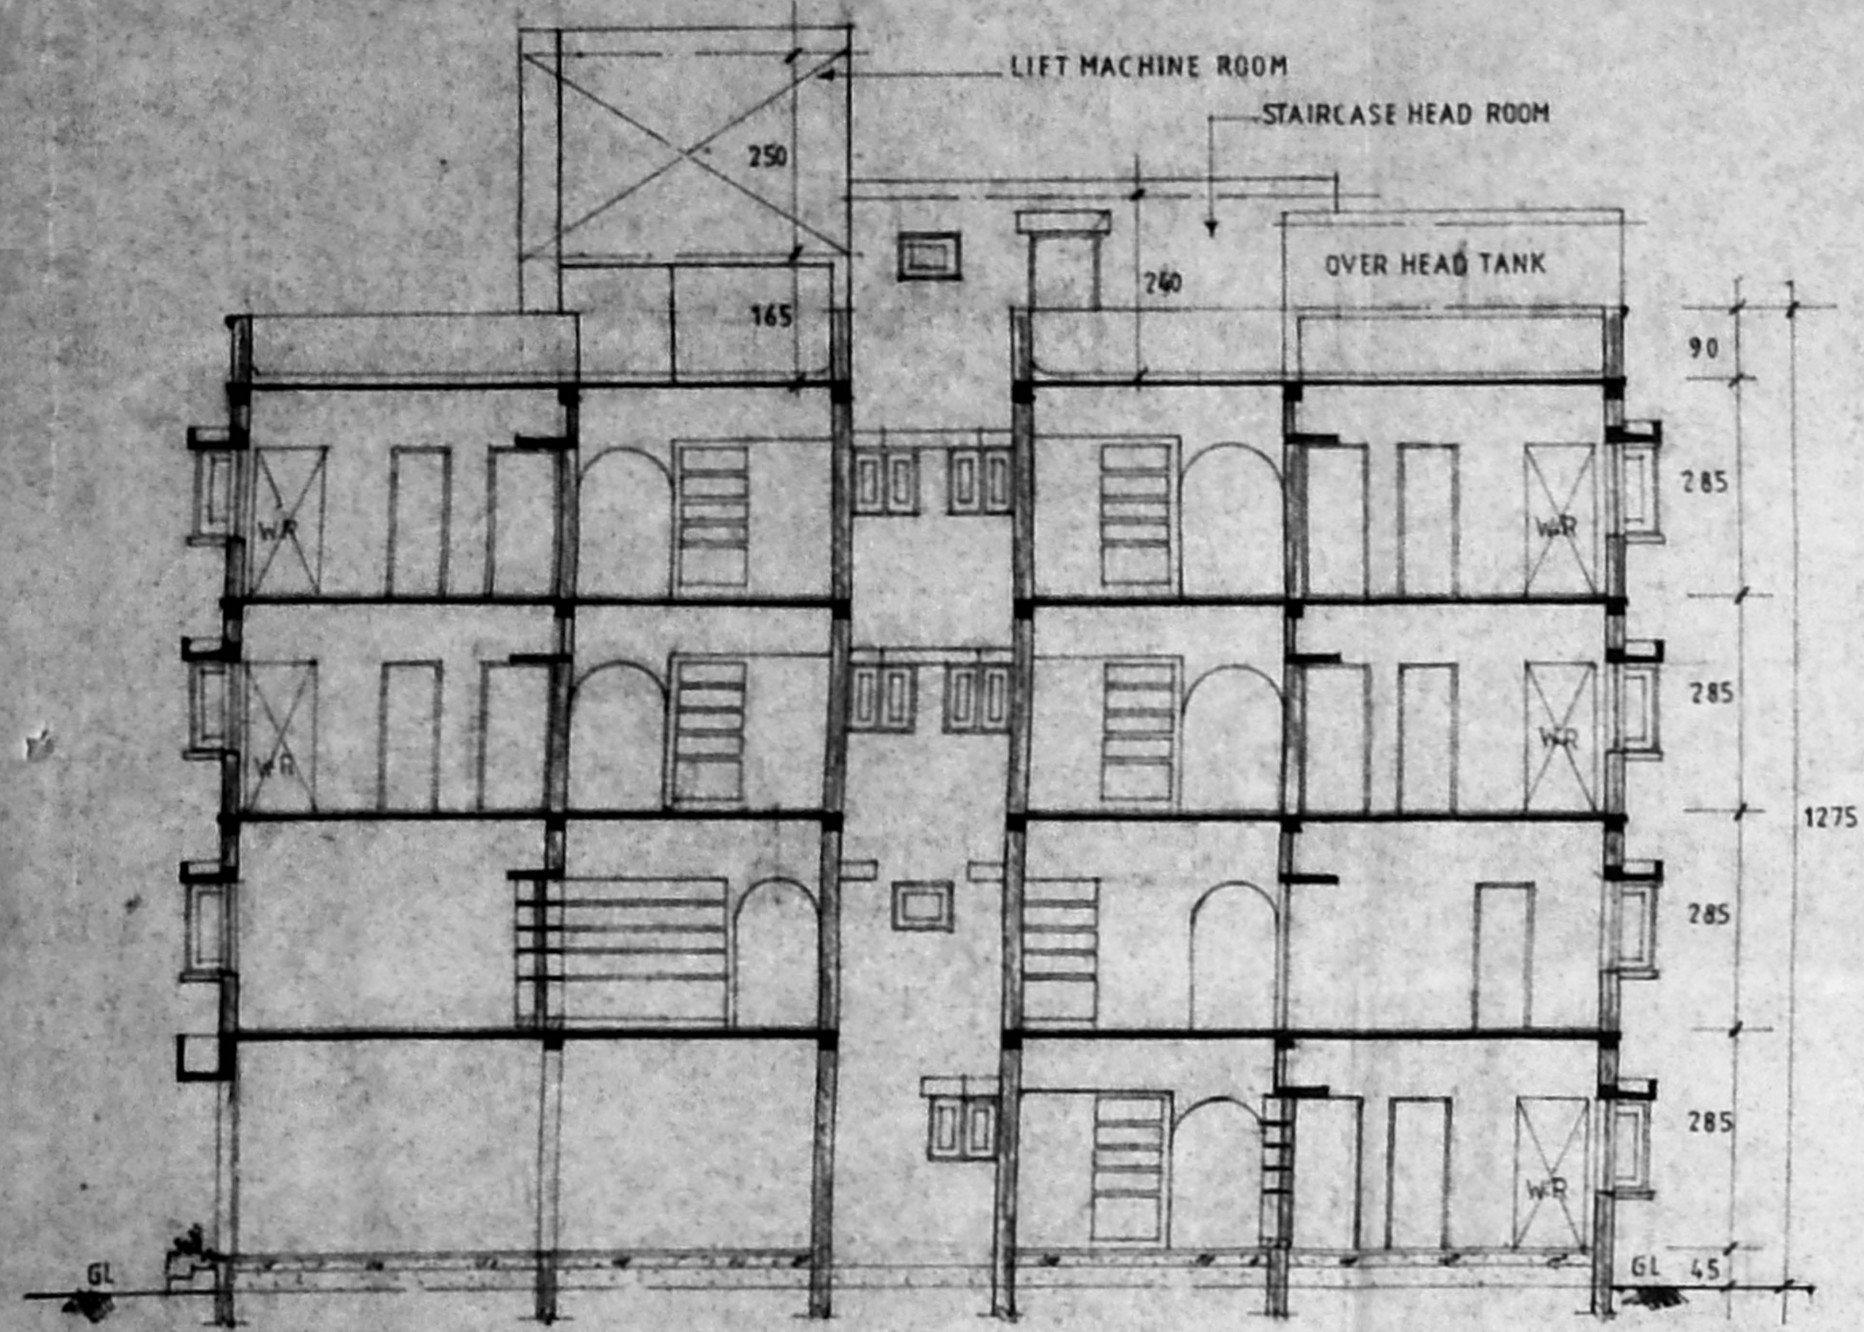 LIFT MACHINE ROOM
STAIRCASE HEAD ROOM
250
OVER HEAD TANK
240
165
90
285
WR
WR
285
WR
WR
1275
285
285
WR
GL
GL
45